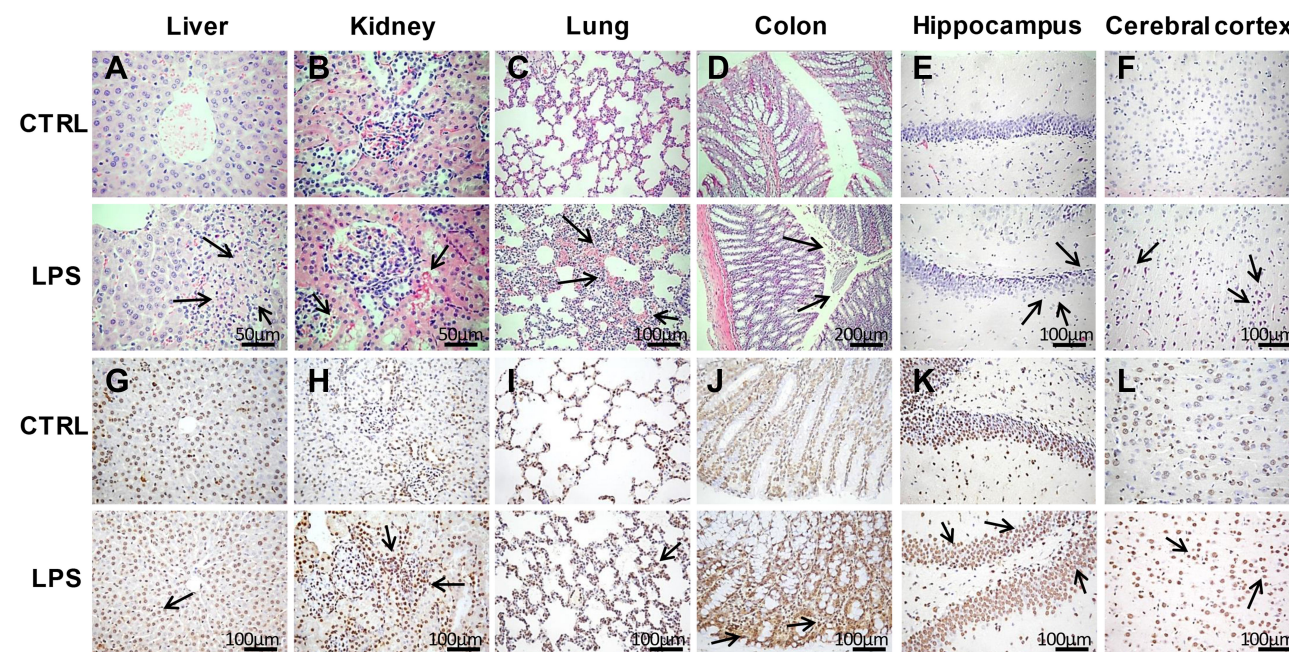 Liver Kidney Lung Colon Hippocampus Cerebral cortex
A B C D E F
CTRL
LPS
50μm 50μm 100μm 200μm 100μm 100μm
G H I J K L
CTRL
LPS
100μm 100μm 100μm 100μm 100μm 100μm